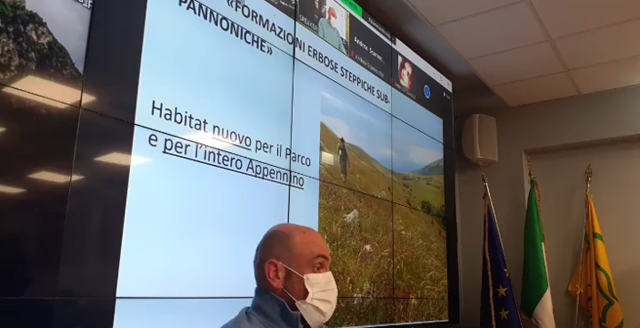 «FORMAZIONI ERBOSE STEPPICHE SUB-
PANNONICHE»
Habitat nuovo per il Parco
e per l'intero Appennino